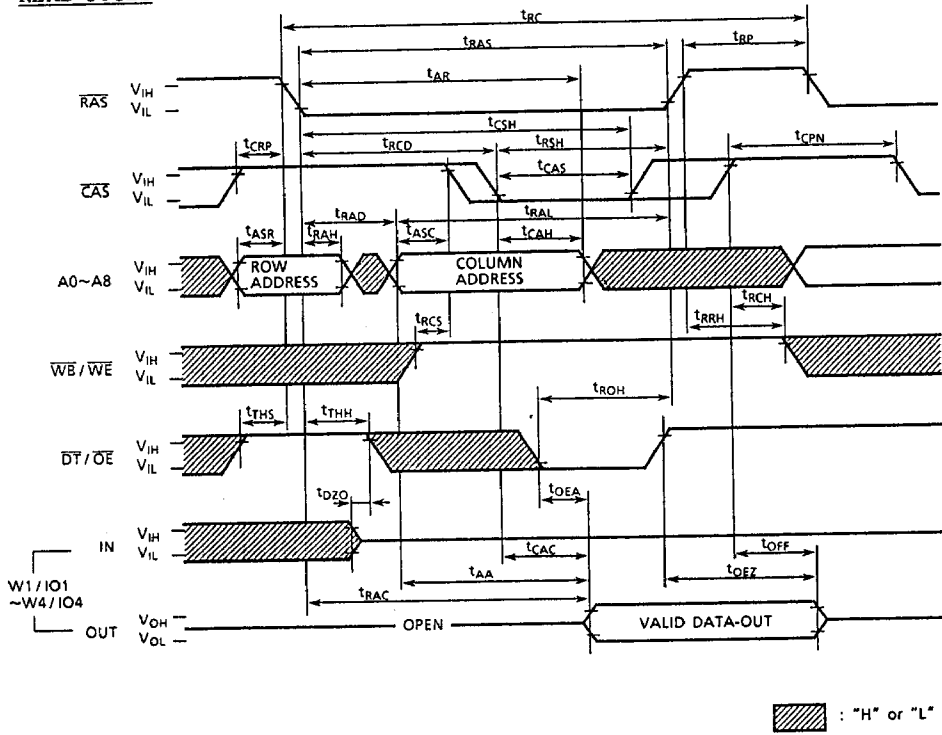 tRC
tRAS
tRP
tAR
RAS
VIH
VIL
tCSH
tCRP
tRCD
tRSH
tCPN
CAS
VIH
VIL
tCAS
tRAD
tRAL
tASR
tRAH
tASC
tCAH
A0~A8
VIH
VIL
ROW
ADDRESS
COLUMN
ADDRESS
tRCS
tRCH
tRRH
WB / WE
VIH
VIL
tROH
tTHS
tTHH
DT / OE
VIH
VIL
tDZO
tOEA
IN
VIH
VIL
tCAC
tOFF
tAA
tOEZ
W1 / IO1
~W4 / IO4
tRAC
OUT
VOH
VOL
OPEN
VALID DATA-OUT
: "H" or "L"